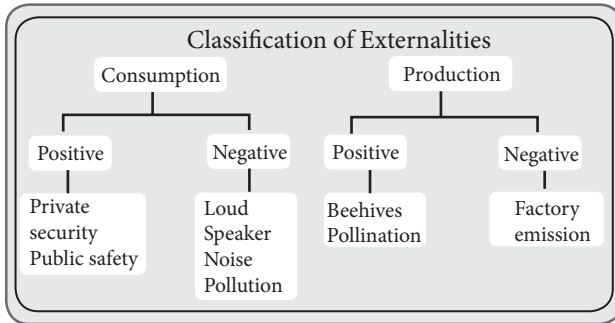 Classification of Externalities
Consumption
Production
Positive
Negative
Positive
Negative
Private
security
Public safety
Loud
Speaker
Noise
Pollution
Beehives
Pollination
Factory
emission